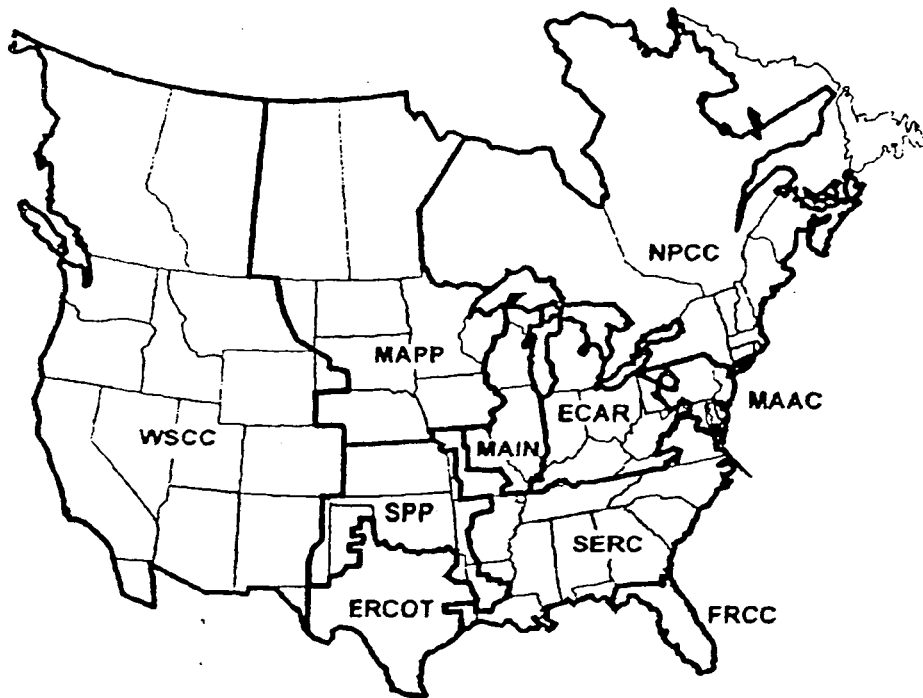 NPCC
MAPP
MAAC
ECAR
WSCC
MAIN
SPP
SERC
ERCOT
FRCC